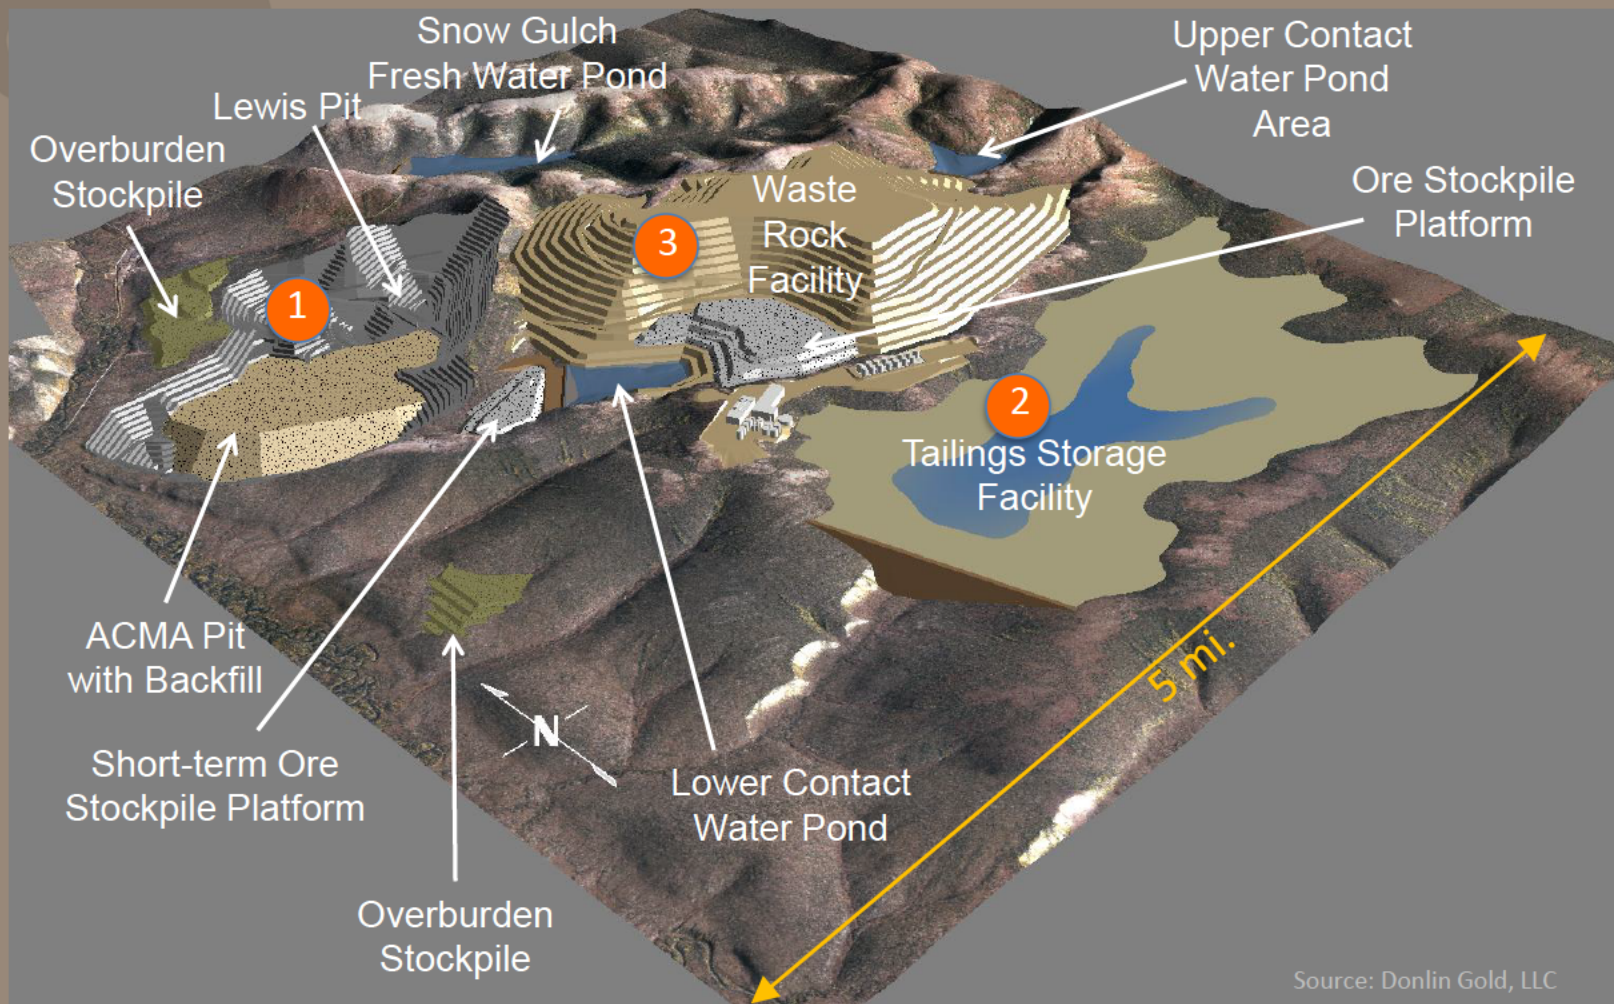 Snow Gulch
Fresh Water Pond
Upper Contact
Water Pond
Area
Lewis Pit
Overburden
Stockpile
Ore Stockpile
Platform
Waste
Rock
Facility
3
1
2
Tailings Storage
Facility
ACMA Pit
with Backfill
5 mi.
N
Short-term Ore
Stockpile Platform
Lower Contact
Water Pond
Overburden
Stockpile
Source: Donlin Gold, LLC